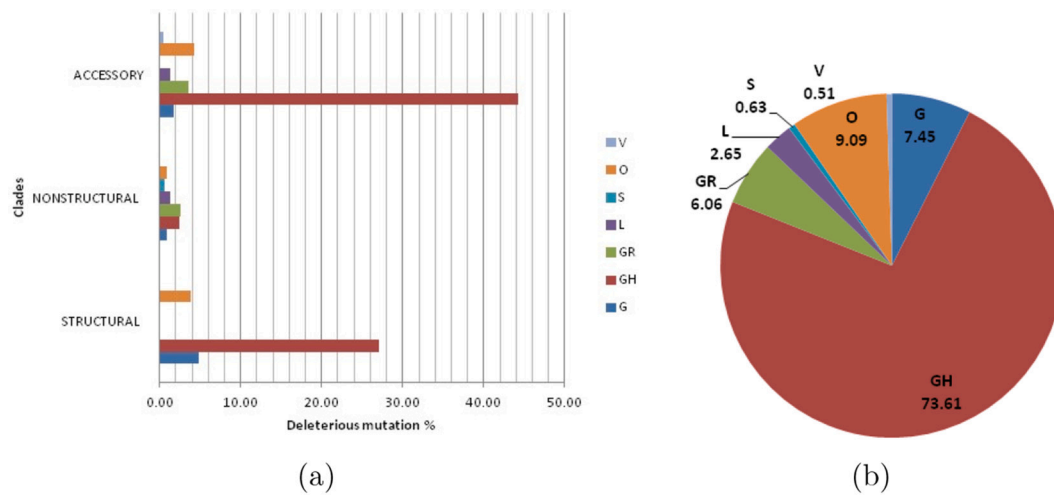 Clades
ACCESSORY
NONSTRUCTURAL
STRUCTURAL
0.00 10.00 20.00 30.00 40.00 50.00
Deleterious mutation %
V
O
S
L
GR
GH
G
(a)
V
0.51
S
0.63
L
2.65
GR
6.06
O
9.09
G
7.45
GH
73.61
(b)